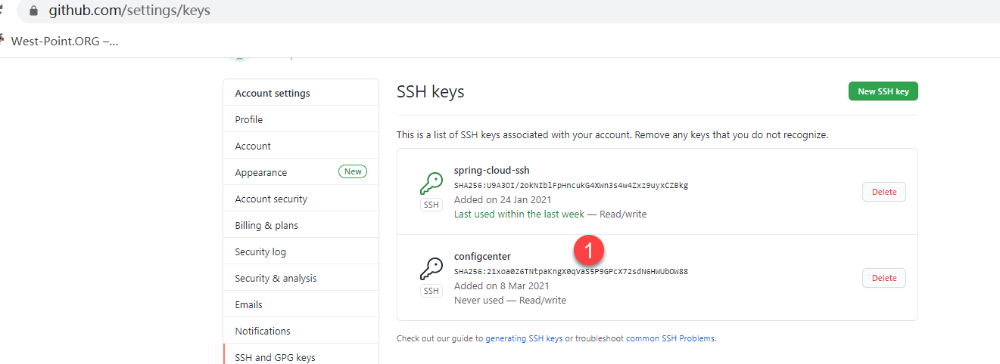 github.com/settings/keys
West-Point.ORG –...
Account settings
Profile
Account
Appearance New
Account security
Billing & plans
Security log
Security & analysis
Emails
Notifications
SSH and GPG keys
SSH keys
New SSH key
This is a list of SSH keys associated with your account. Remove any keys that you do not recognize.
spring-cloud-ssh
SHA256:U9A3OI/2okNIblFpHncukG4XWn3s4w4Zxz9uyxCZBkg
SSH
Added on 24 Jan 2021
Last used within the last week — Read/write
Delete
1
configcenter
SHA256:21xoa0Z6TNtpaKngX0qVaS5P9GPcX72sdN6HWUbOW88
SSH
Added on 8 Mar 2021
Never used — Read/write
Delete
Check out our guide to generating SSH keys or troubleshoot common SSH Problems.